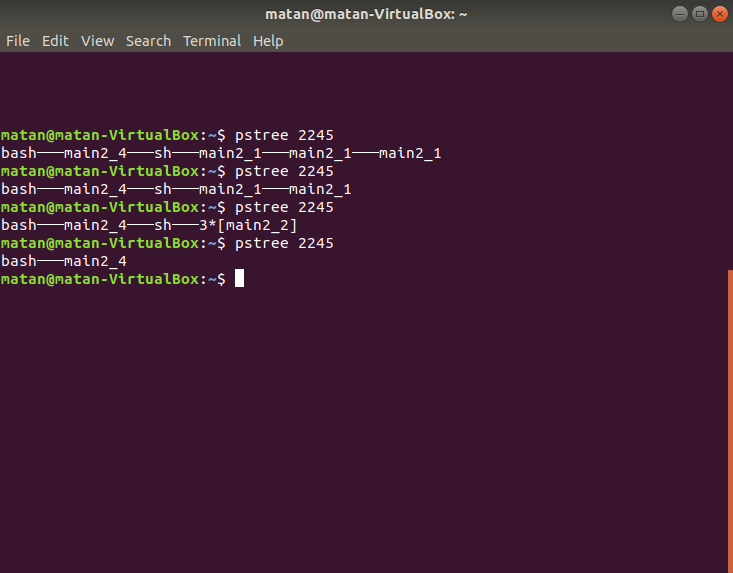 matan@matan-VirtualBox: ~
File Edit View Search Terminal Help
matan@matan-VirtualBox:~$ pstree 2245
bash───main2_4───sh───main2_1───main2_1───main2_1
matan@matan-VirtualBox:~$ pstree 2245
bash───main2_4───sh───main2_1───main2_1
matan@matan-VirtualBox:~$ pstree 2245
bash───main2_4───sh───3*[main2_2]
matan@matan-VirtualBox:~$ pstree 2245
bash───main2_4
matan@matan-VirtualBox:~$